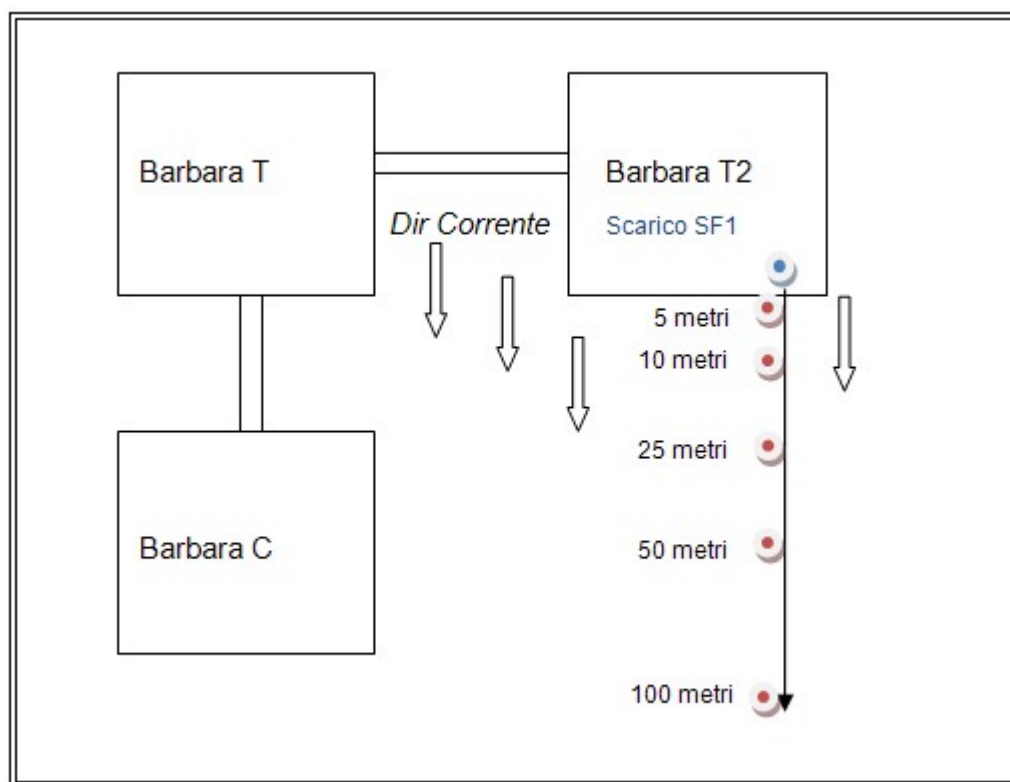 Barbara T
Barbara T2
Dir Corrente
Scarico SF1
5 metri
10 metri
25 metri
Barbara C
50 metri
100 metri